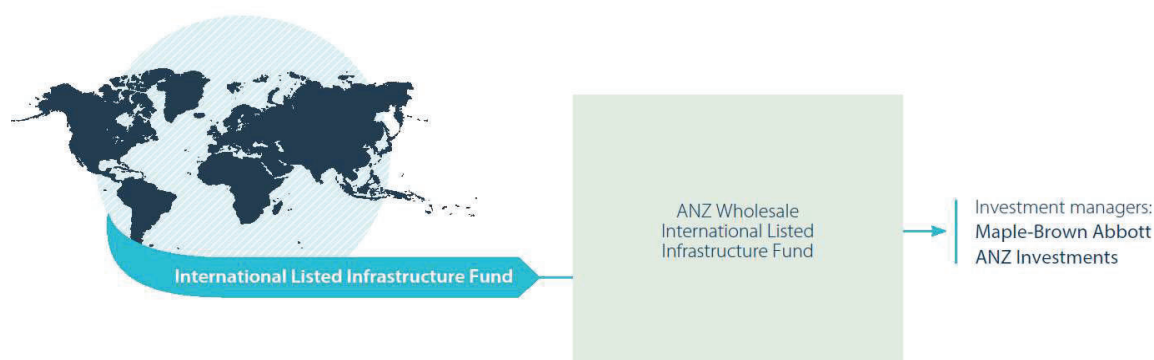 International Listed Infrastructure Fund
ANZ Wholesale
International Listed
Infrastructure Fund
Investment managers:
Maple-Brown Abbott
ANZ Investments